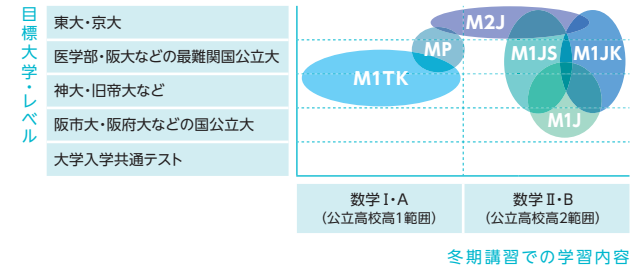 目標大学・レベル
東大・京大
医学部・阪大などの最難関国公立大
神大・旧帝大など
阪市大・阪府大などの国公立大
大学入学共通テスト
M2J
MP
M1JS
M1JK
M1TK
M1J
数学Ⅰ・A
(公立高校高1範囲)
数学Ⅱ・B
(公立高校高2範囲)
冬期講習での学習内容